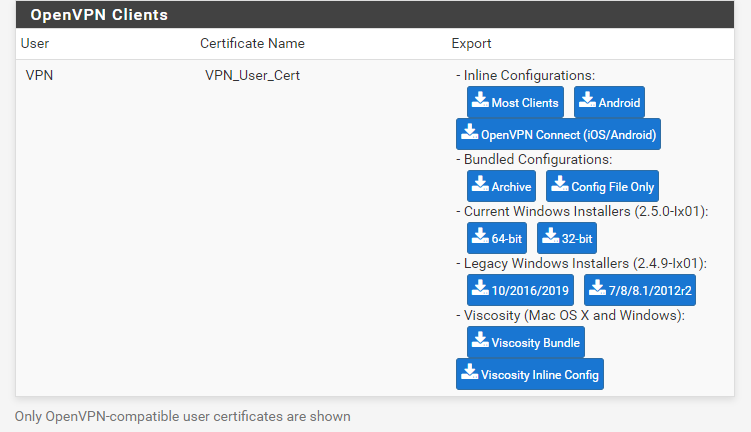 OpenVPN Clients
User Certificate Name Export
VPN VPN_User_Cert - Inline Configurations:
Most Clients Android
OpenVPN Connect (iOS/Android)
- Bundled Configurations:
Archive Config File Only
- Current Windows Installers (2.5.0-Ix01):
64-bit 32-bit
- Legacy Windows Installers (2.4.9-Ix01):
10/2016/2019 7/8/8.1/2012r2
- Viscosity (Mac OS X and Windows):
Viscosity Bundle
Viscosity Inline Config
Only OpenVPN-compatible user certificates are shown